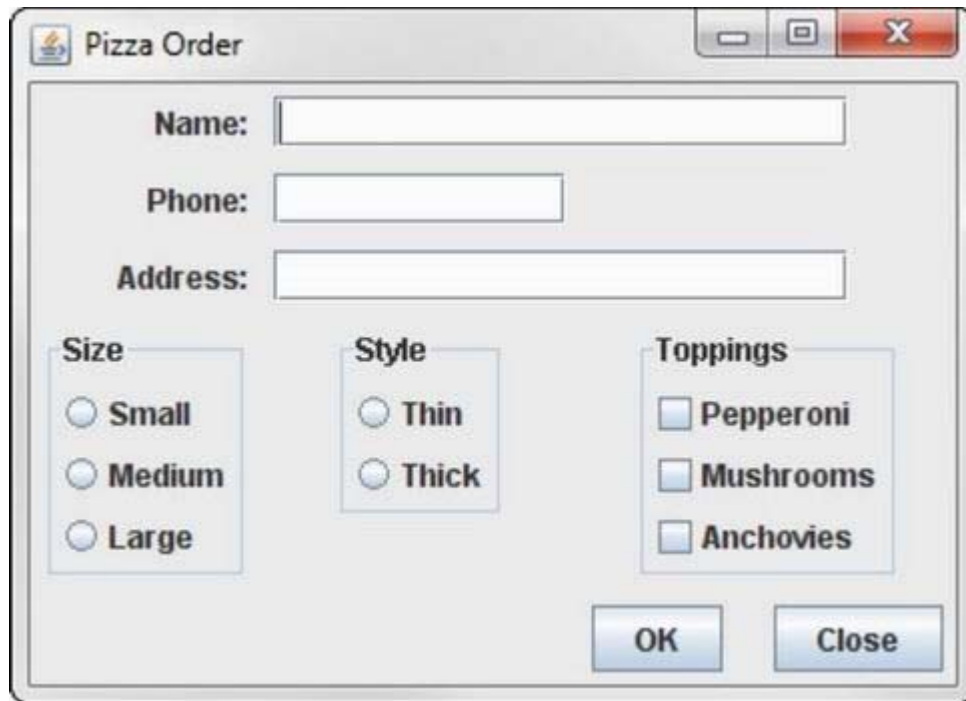 Pizza Order
Name:
Phone:
Address:
Size
Small
Medium
Large
Style
Thin
Thick
Toppings
Pepperoni
Mushrooms
Anchovies
OK
Close